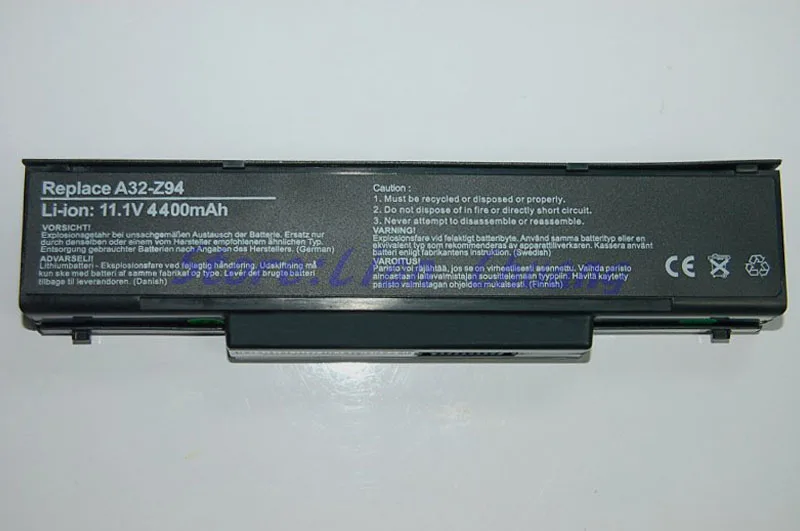 Replace A32-Z94
Li-ion: 11.1V 4400mAh
VORSICHT!
Explosionsgetahr bei unsachgemäßen Austausch der Batterie. Ersatz nur
durch denselben oder einem vom Hersteller empfohlenem ähnlichen Typ.
Entsorgung gebrauchter Batterien nach Angaben des Herstellers. (German)
ADVARSEL!
Lithiumbatteri - Eksplosionsfare ved fejlagtig håndtering. Udskiftning må
kun ske med batteri af samme fabrikat og type. Lever det brugte batteri
tilbage til leverandøren. (Danish)
Caution :
1. Must be recycled or disposed of properly.
2. Do not dispose of in fire or directly short circuit.
3. Never attempt to disassemble.
VARNING!
Explosionsfare vid felaktigt batteribyte. Använd samma batterityp eller en
ekvivalent typ som rekommenderas av apparattillverkaren. Kassera använt
batteri enligt fabrikantens instruktion. (Swedish)
VAROITUS!
Paristo voi räjähtää, jos se on virheellisesti asennettu. Vaihda paristo
ainoastaan laitevalmistajan sousittelemaan tyyppiin. Hävitä käytetty
paristo valmistagan ohjeiden mukaisesti. (Finnish)
CE